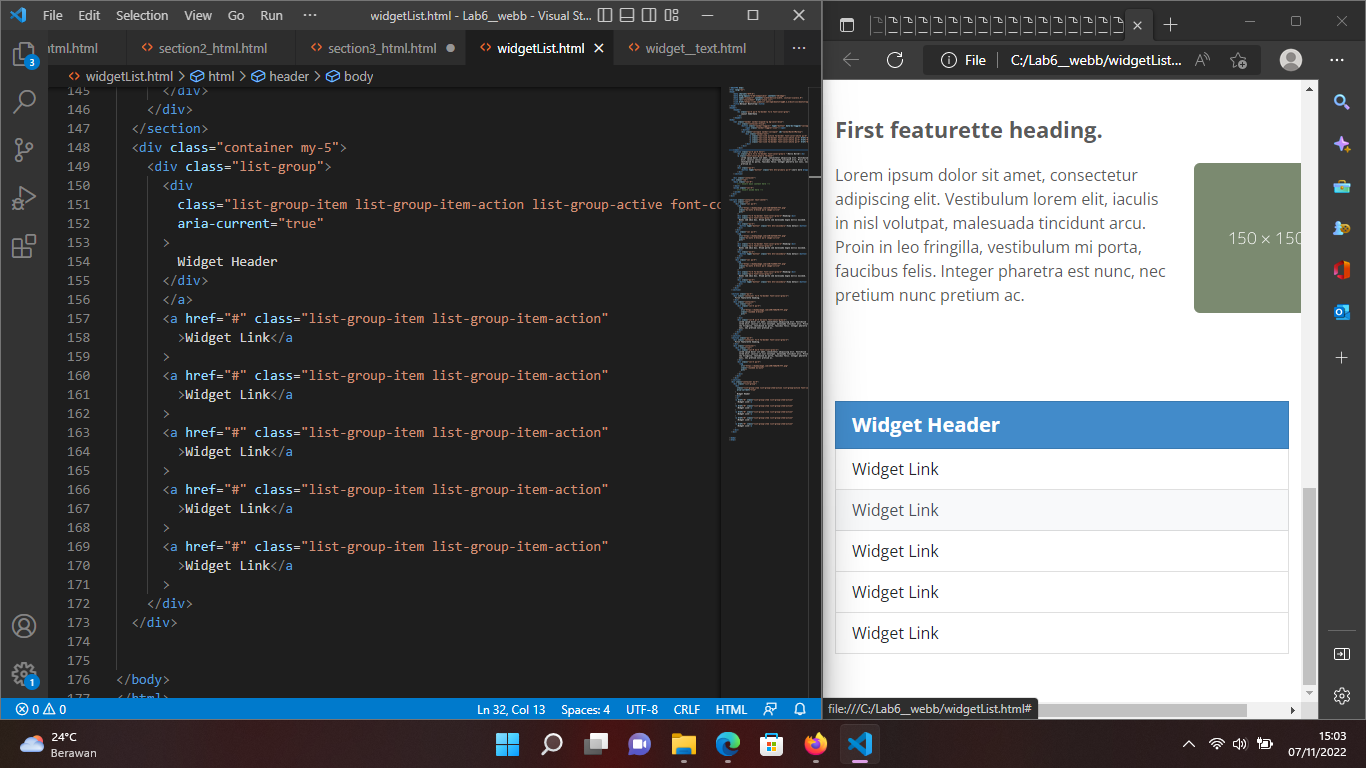 File Edit Selection View Go Run ··· widgetList.html - Lab6__webb - Visual St...
html.html section2_html.html section3_html.html widgetList.html widget__text.html ···
widgetList.html > html > header > body
145 </div>
146 </div>
147 </section>
148 <div class="container my-5">
149 <div class="list-group">
150 <div
151 class="list-group-item list-group-item-action list-group-active font-co
152 aria-current="true"
153 >
154 Widget Header
155 </div>
156 </a>
157 <a href="#" class="list-group-item list-group-item-action"
158 >Widget Link</a
159 >
160 <a href="#" class="list-group-item list-group-item-action"
161 >Widget Link</a
162 >
163 <a href="#" class="list-group-item list-group-item-action"
164 >Widget Link</a
165 >
166 <a href="#" class="list-group-item list-group-item-action"
167 >Widget Link</a
168 >
169 <a href="#" class="list-group-item list-group-item-action"
170 >Widget Link</a
171 >
172 </div>
173 </div>
174
175
176 </body>
177 </html>
3
1
0 0 Ln 32, Col 13 Spaces: 4 UTF-8 CRLF HTML
File C:/Lab6__webb/widgetList...
First featurette heading.
Lorem ipsum dolor sit amet, consectetur
adipiscing elit. Vestibulum lorem elit, iaculis
in nisl volutpat, malesuada tincidunt arcu.
Proin in leo fringilla, vestibulum mi porta,
faucibus felis. Integer pharetra est nunc, nec
pretium nunc pretium ac.
150 × 150
Widget Header
Widget Link
Widget Link
Widget Link
Widget Link
Widget Link
file:///C:/Lab6__webb/widgetList.html#
24°C
Berawan
15:03
07/11/2022